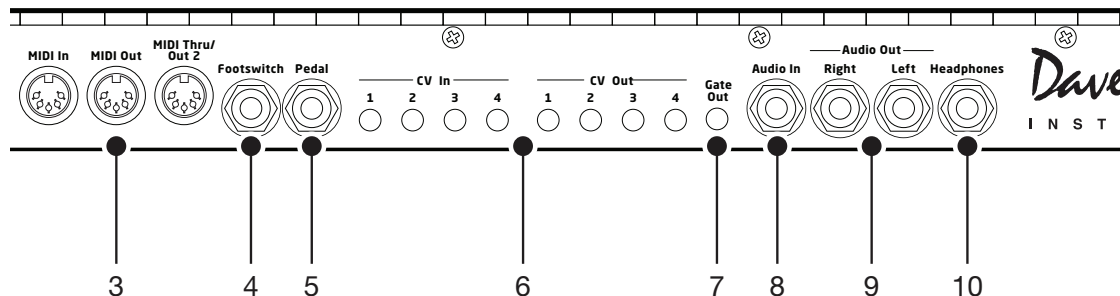 MIDI In
MIDI Out
MIDI Thru/
Out 2
Footswitch
Pedal
CV In
1 2 3 4
CV Out
1 2 3 4
Gate
Out
Audio In
Audio Out
Right
Left
Headphones
Dave
INST
3 4 5 6 7 8 9 10